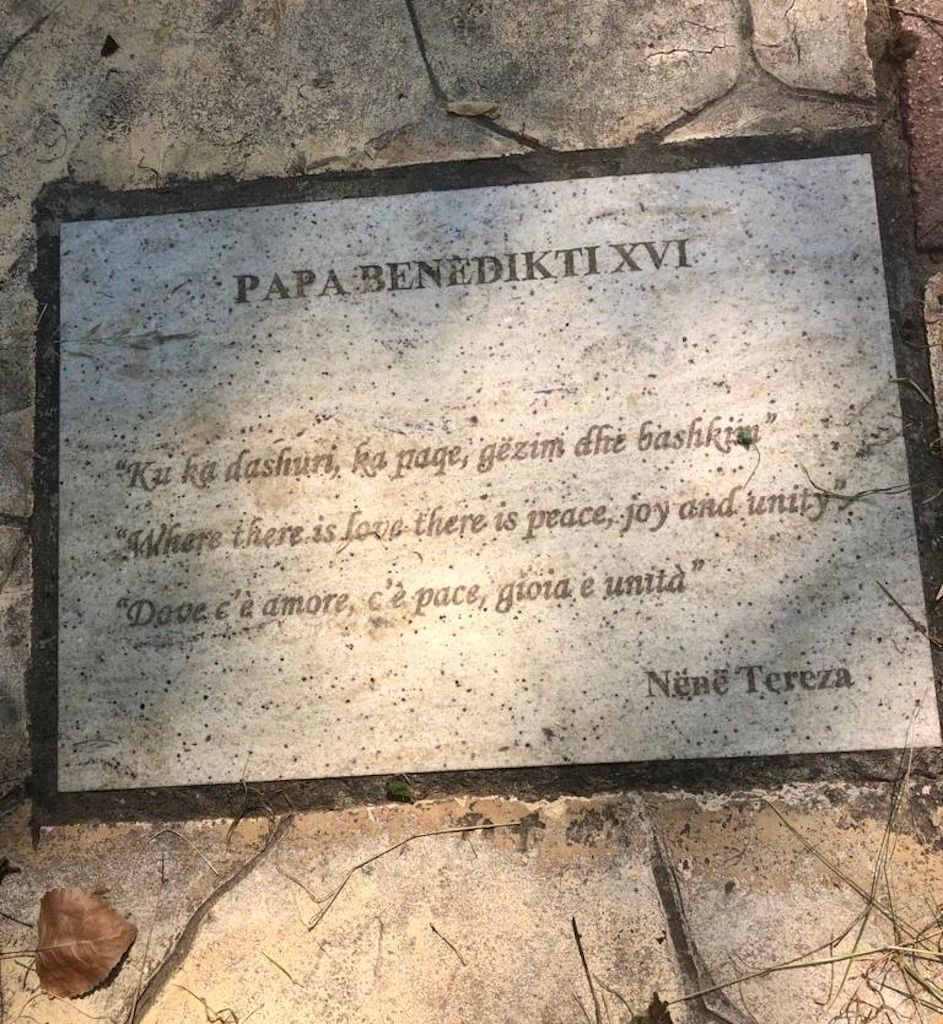 PAPA BENEDIKTI XVI
“Ku ka dashuri, ka paqe, gëzim dhe bashkim”
“Where there is love there is peace, joy and unity”
“Dove c'è amore, c'è pace, gioia e unità”
Nënë Tereza